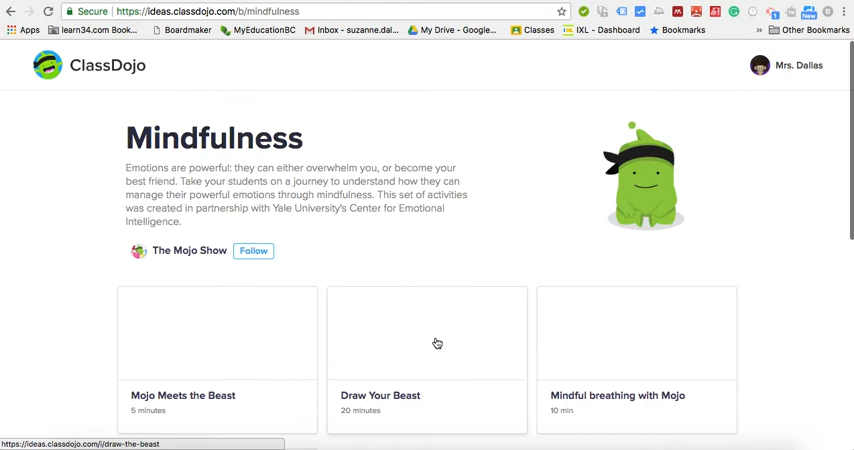 Secure https://ideas.classdojo.com/b/mindfulness
Apps learn34.com Book... Boardmaker MyEducationBC Inbox - suzanne.dal... My Drive - Google... Classes IXL - Dashboard Bookmarks » Other Bookmarks
New
ClassDojo
Mrs. Dallas
Mindfulness
Emotions are powerful: they can either overwhelm you, or become your
best friend. Take your students on a journey to understand how they can
manage their powerful emotions through mindfulness. This set of activities
was created in partnership with Yale University's Center for Emotional
Intelligence.
The Mojo Show Follow
Mojo Meets the Beast
5 minutes
Draw Your Beast
20 minutes
Mindful breathing with Mojo
10 min
https://ideas.classdojo.com/i/draw-the-beast